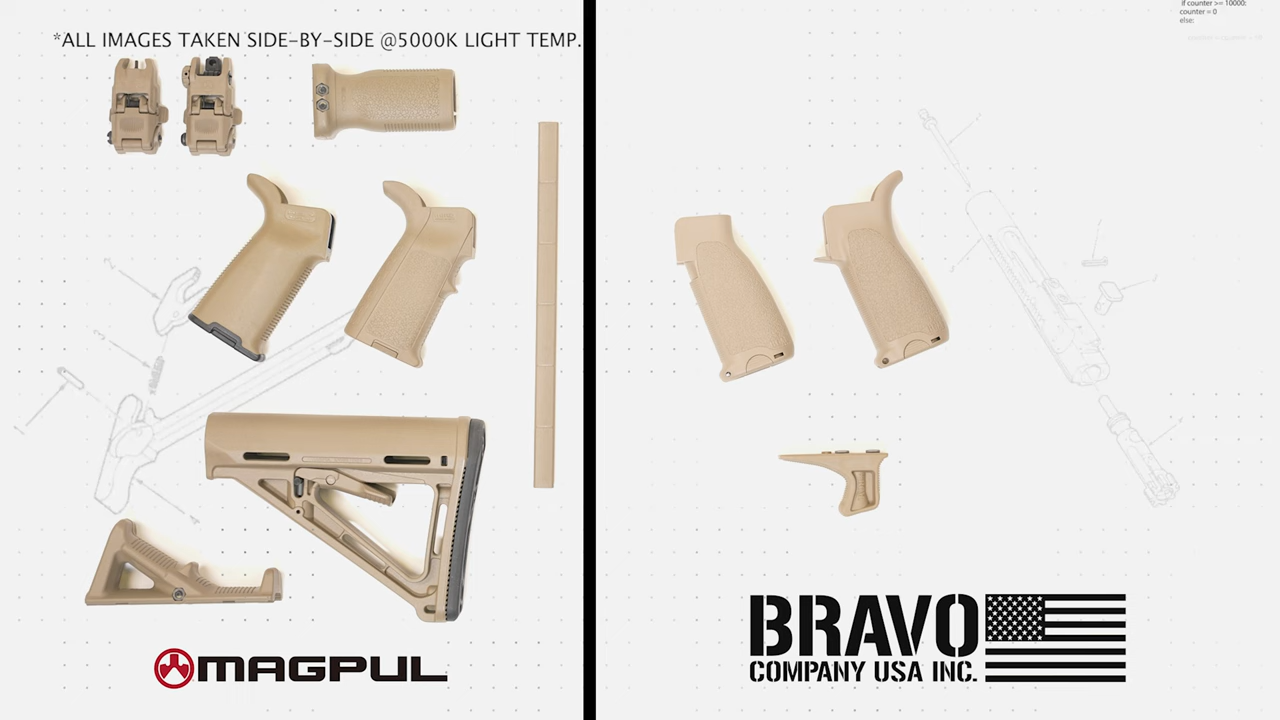 *ALL IMAGES TAKEN SIDE-BY-SIDE @5000K LIGHT TEMP.
MAGPUL
If counter >= 10000:
counter = 0
else:
BRAVO
COMPANY USA INC.